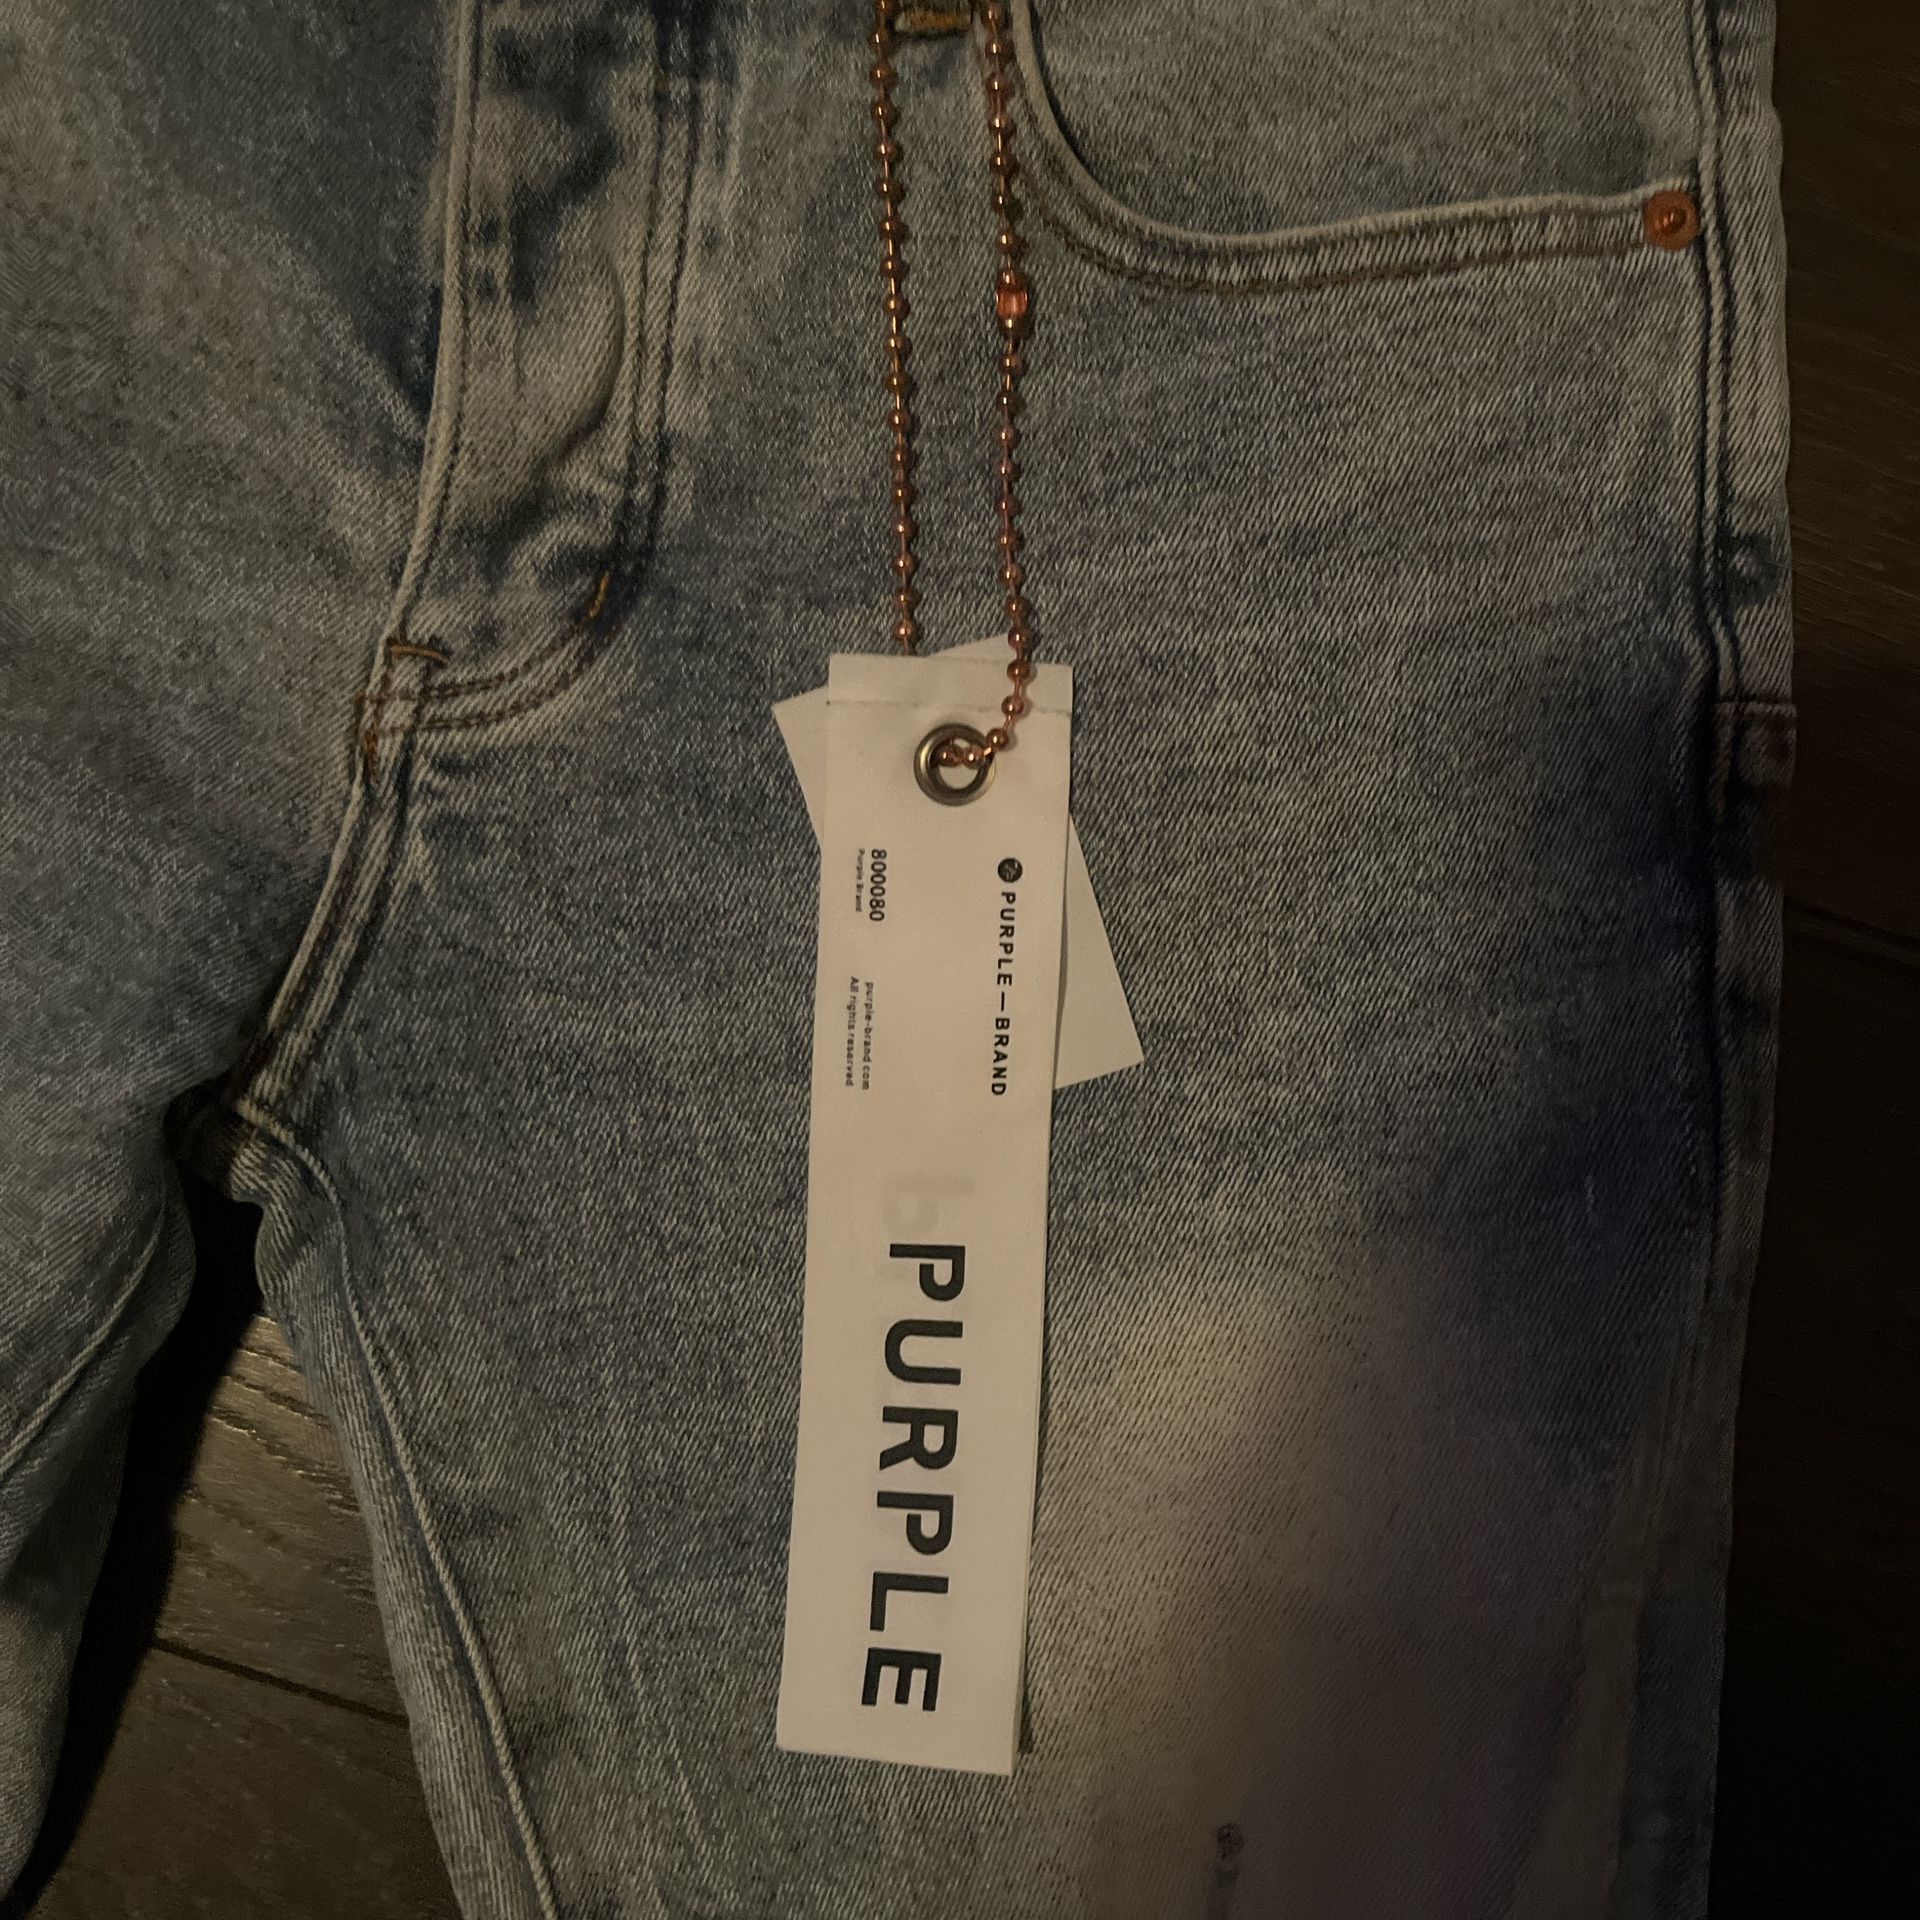 PURPLE—BRAND
800080
Purple Brand
purple-brand.com
All rights reserved
PURPLE